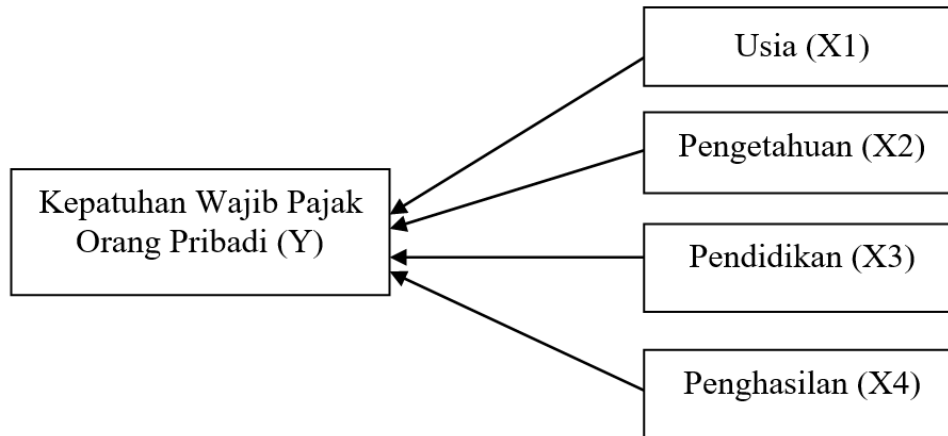 Usia (X1)
Pengetahuan (X2)
Kepatuhan Wajib Pajak
Orang Pribadi (Y)
Pendidikan (X3)
Penghasilan (X4)